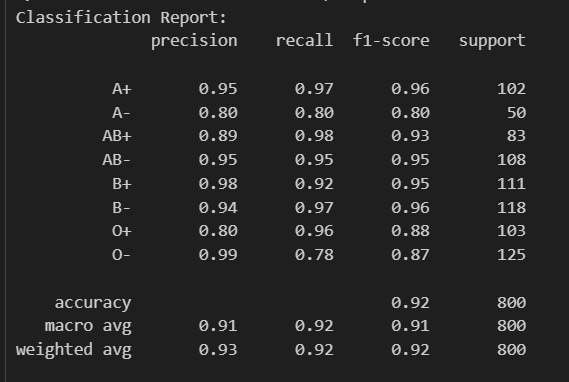 Classification Report:
precision recall f1-score support
A+ 0.95 0.97 0.96 102
A- 0.80 0.80 0.80 50
AB+ 0.89 0.98 0.93 83
AB- 0.95 0.95 0.95 108
B+ 0.98 0.92 0.95 111
B- 0.94 0.97 0.96 118
O+ 0.80 0.96 0.88 103
O- 0.99 0.78 0.87 125
accuracy 0.92 800
macro avg 0.91 0.92 0.91 800
weighted avg 0.93 0.92 0.92 800